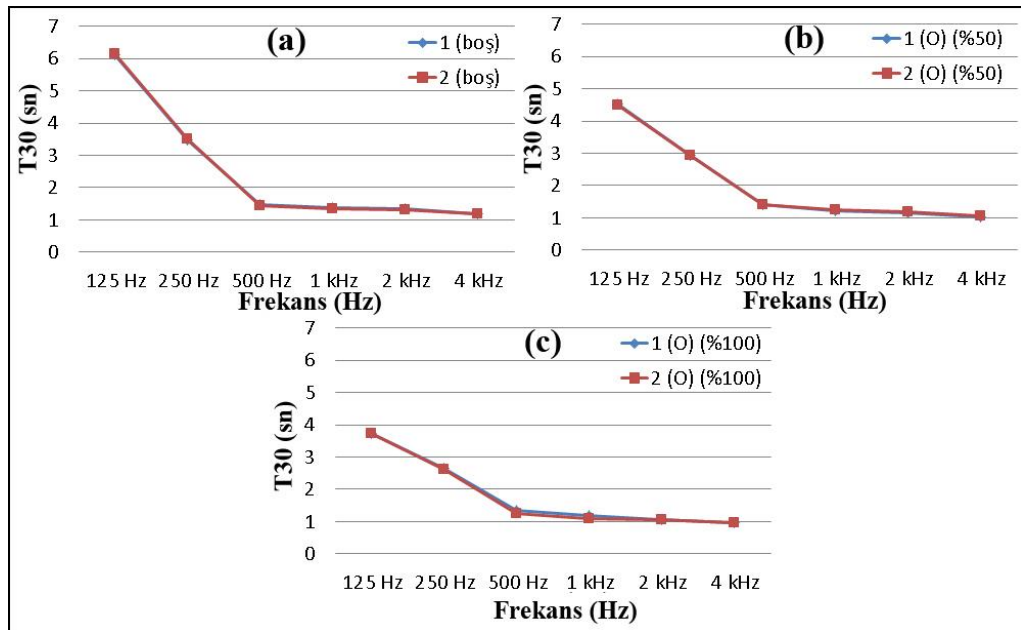 (a)
1 (boş)
2 (boş)
T30 (sn)
7
6
5
4
3
2
1
0
125 Hz 250 Hz 500 Hz 1 kHz 2 kHz 4 kHz
Frekans (Hz)
(b)
1 (O) (%50)
2 (O) (%50)
T30 (sn)
7
6
5
4
3
2
1
0
125 Hz 250 Hz 500 Hz 1 kHz 2 kHz 4 kHz
Frekans (Hz)
(c)
1 (O) (%100)
2 (O) (%100)
T30 (sn)
7
6
5
4
3
2
1
0
125 Hz 250 Hz 500 Hz 1 kHz 2 kHz 4 kHz
Frekans (Hz)